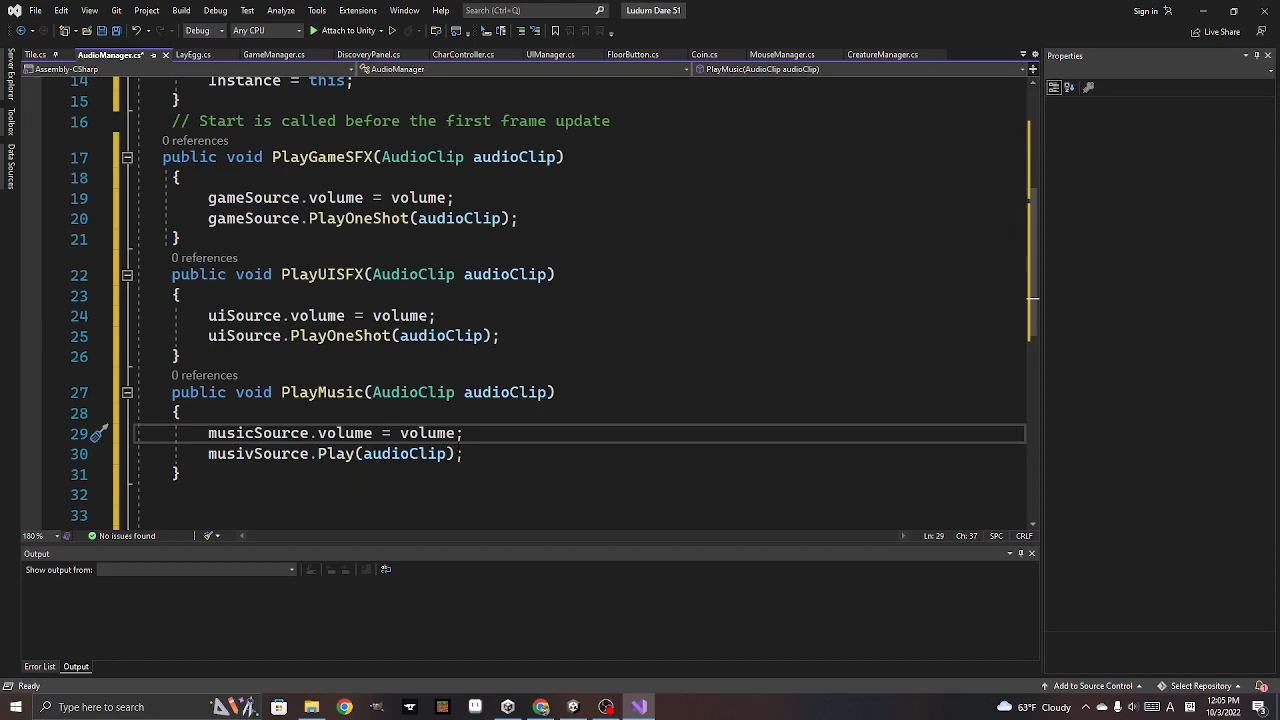 File Edit View Git Project Build Debug Test Analyze Tools Extensions Window Help Search (Ctrl+Q) Ludum Dare 51 Sign in
Debug Any CPU Attach to Unity Live Share
Tile.cs AudioManager.cs* LayEgg.cs GameManager.cs DiscoveryPanel.cs CharController.cs UIManager.cs FloorButton.cs Coin.cs MouseManager.cs CreatureManager.cs Properties
Assembly-CSharp AudioManager PlayMusic(AudioClip audioClip)
Server Explorer
Toolbox
Data Sources
14 Instance = this;
15 }
16 // Start is called before the first frame update
0 references
17 public void PlayGameSFX(AudioClip audioClip)
18 {
19 gameSource.volume = volume;
20 gameSource.PlayOneShot(audioClip);
21 }
0 references
22 public void PlayUISFX(AudioClip audioClip)
23 {
24 uiSource.volume = volume;
25 uiSource.PlayOneShot(audioClip);
26 }
0 references
27 public void PlayMusic(AudioClip audioClip)
28 {
29 musicSource.volume = volume;
30 musivSource.Play(audioClip);
31 }
32
33
180% No issues found Ln: 29 Ch: 37 SPC CRLF
Output
Show output from:
Error List Output
Ready Add to Source Control Select Repository 1
Type here to search 63°F Cloudy A 12:05 PM
10/3/2022